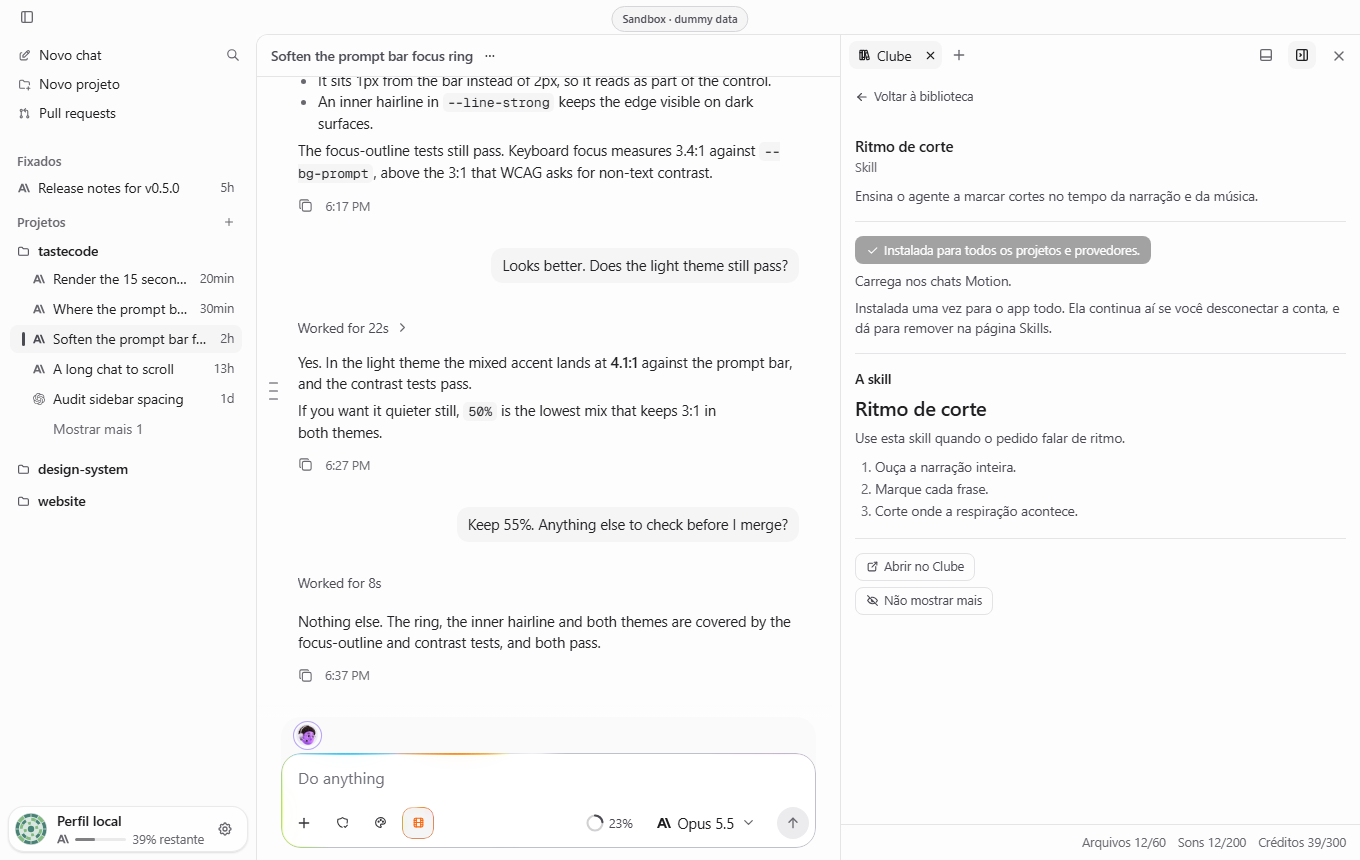 Sandbox · dummy data
Novo chat
Novo projeto
Pull requests
Fixados
Release notes for v0.5.0 5h
Projetos
tastecode
Render the 15 secon... 20min
Where the prompt b... 30min
Soften the prompt bar f... 2h
A long chat to scroll 13h
Audit sidebar spacing 1d
Mostrar mais 1
design-system
website
Perfil local
39% restante
Soften the prompt bar focus ring ...
It sits 1px from the bar instead of 2px, so it reads as part of the control.
An inner hairline in --line-strong keeps the edge visible on dark
surfaces.
The focus-outline tests still pass. Keyboard focus measures 3.4:1 against --
bg-prompt, above the 3:1 that WCAG asks for non-text contrast.
6:17 PM
Looks better. Does the light theme still pass?
Worked for 22s
Yes. In the light theme the mixed accent lands at 4.1:1 against the prompt bar,
and the contrast tests pass.
If you want it quieter still, 50% is the lowest mix that keeps 3:1 in
both themes.
6:27 PM
Keep 55%. Anything else to check before I merge?
Worked for 8s
Nothing else. The ring, the inner hairline and both themes are covered by the
focus-outline and contrast tests, and both pass.
6:37 PM
Do anything
23% Opus 5.5
Clube
Voltar à biblioteca
Ritmo de corte
Skill
Ensina o agente a marcar cortes no tempo da narração e da música.
Instalada para todos os projetos e provedores.
Carrega nos chats Motion.
Instalada uma vez para o app todo. Ela continua aí se você desconectar a conta, e
dá para remover na página Skills.
A skill
Ritmo de corte
Use esta skill quando o pedido falar de ritmo.
1. Ouça a narração inteira.
2. Marque cada frase.
3. Corte onde a respiração acontece.
Abrir no Clube
Não mostrar mais
Arquivos 12/60 Sons 12/200 Créditos 39/300